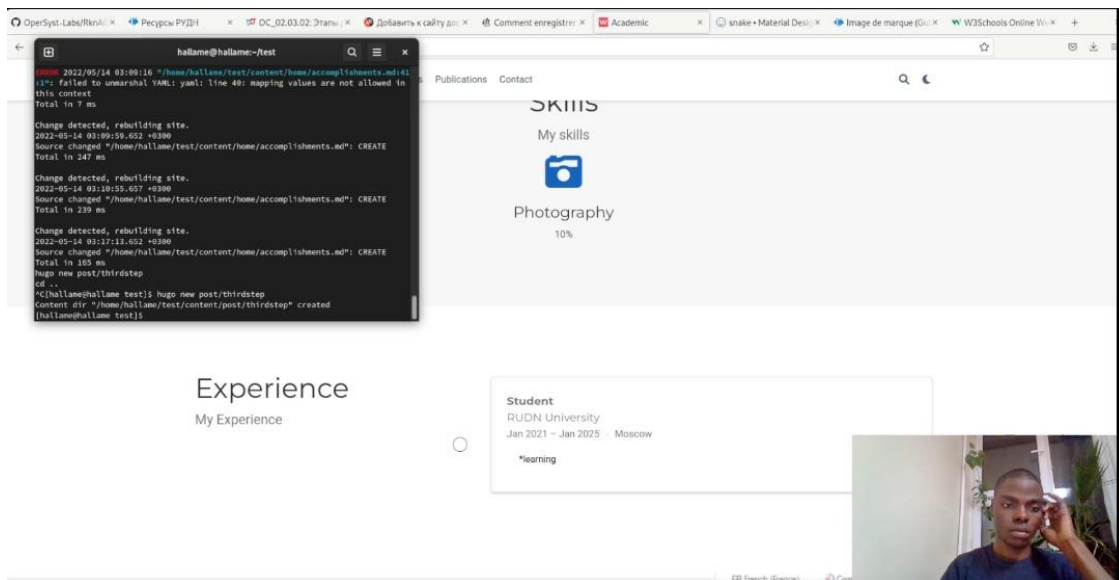 OperSyst-Labs/RknA
Ресурсы РУДН
ОС_02.03.02: Этапы
Добавить к сайту дос
Comment enregistrer
Academic
snake • Material Desig
Image de marque (Gui
W3Schools Online We
hallame@hallame:~/test
ERROR 2022/05/14 03:09:16 "/home/hallame/test/content/home/accomplishments.md:41
:1": failed to unmarshal YAML: yaml: line 40: mapping values are not allowed in
this context
Total in 7 ms
Change detected, rebuilding site.
2022-05-14 03:09:59.652 +0300
Source changed "/home/hallame/test/content/home/accomplishments.md": CREATE
Total in 247 ms
Change detected, rebuilding site.
2022-05-14 03:10:55.657 +0300
Source changed "/home/hallame/test/content/home/accomplishments.md": CREATE
Total in 239 ms
Change detected, rebuilding site.
2022-05-14 03:17:13.652 +0300
Source changed "/home/hallame/test/content/home/accomplishments.md": CREATE
Total in 165 ms
hugo new post/thirdstep
cd ..
^C[hallame@hallame test]$ hugo new post/thirdstep
Content dir "/home/hallame/test/content/post/thirdstep" created
[hallame@hallame test]$
Publications Contact
Skills
My skills
Photography
10%
Experience
My Experience
Student
RUDN University
Jan 2021 – Jan 2025 · Moscow
*learning
FR French (France)